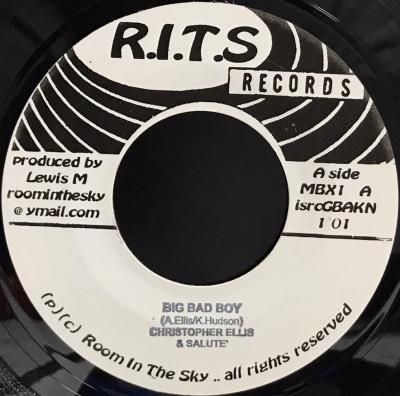 R.I.T.S
RECORDS
Produced by
Lewis M
roominthesky
@ ymail.com
A side
MBX1 A
isrcGBAKN
1 01
BIG BAD BOY
(A.Ellis/K.Hudson)
CHRISTOPHER ELLIS
& SALUTE'
(p)(c) Room In The Sky .. all rights reserved